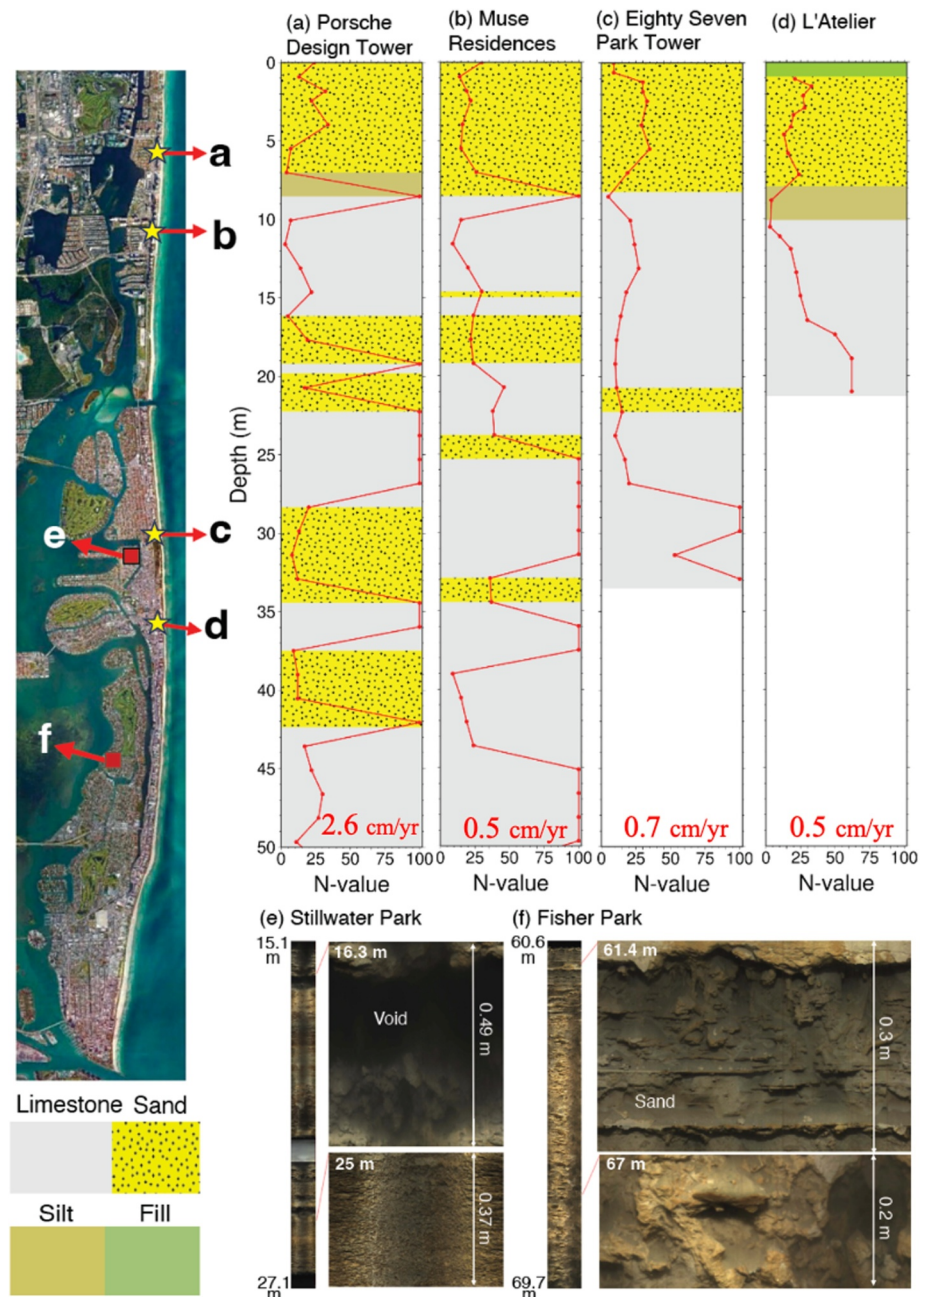 (a) Porsche
Design Tower
(b) Muse
Residences
(c) Eighty Seven
Park Tower
(d) L'Atelier
a
b
c
d
e
f
Depth (m)
0
5
10
15
20
25
30
35
40
45
50
2.6 cm/yr
0.5 cm/yr
0.7 cm/yr
0.5 cm/yr
0 25 50 75 100
0 25 50 75 100
0 25 50 75 100
0 25 50 75 100
N-value
N-value
N-value
N-value
(e) Stillwater Park
15.1
m
16.3 m
Void
0.49 m
25 m
0.37 m
27.1
m
(f) Fisher Park
60.6
m
61.4 m
0.3 m
Sand
67 m
0.2 m
69.7
m
Limestone Sand
Silt Fill